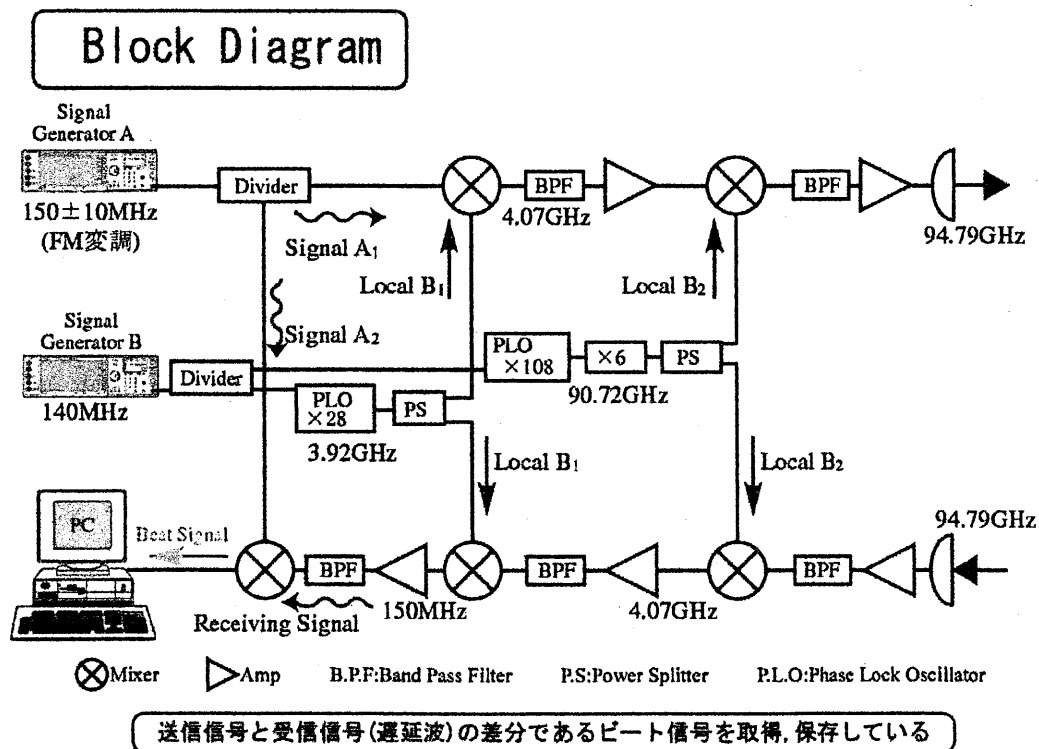 Block Diagram
Signal
Generator A
150±10MHz
(FM変調)
Divider
Signal A1
Signal A2
BPF
4.07GHz
BPF
94.79GHz
Local B1
Local B2
Signal
Generator B
140MHz
Divider
PLO
×28
PS
3.92GHz
PLO
×108
×6
PS
90.72GHz
Local B1
Local B2
94.79GHz
PC
Beat Signal
BPF
150MHz
BPF
4.07GHz
BPF
Receiving Signal
Mixer
Amp
B.P.F:Band Pass Filter
P.S:Power Splitter
P.L.O:Phase Lock Oscillator
送信信号と受信信号(遅延波)の差分であるビート信号を取得,保存している